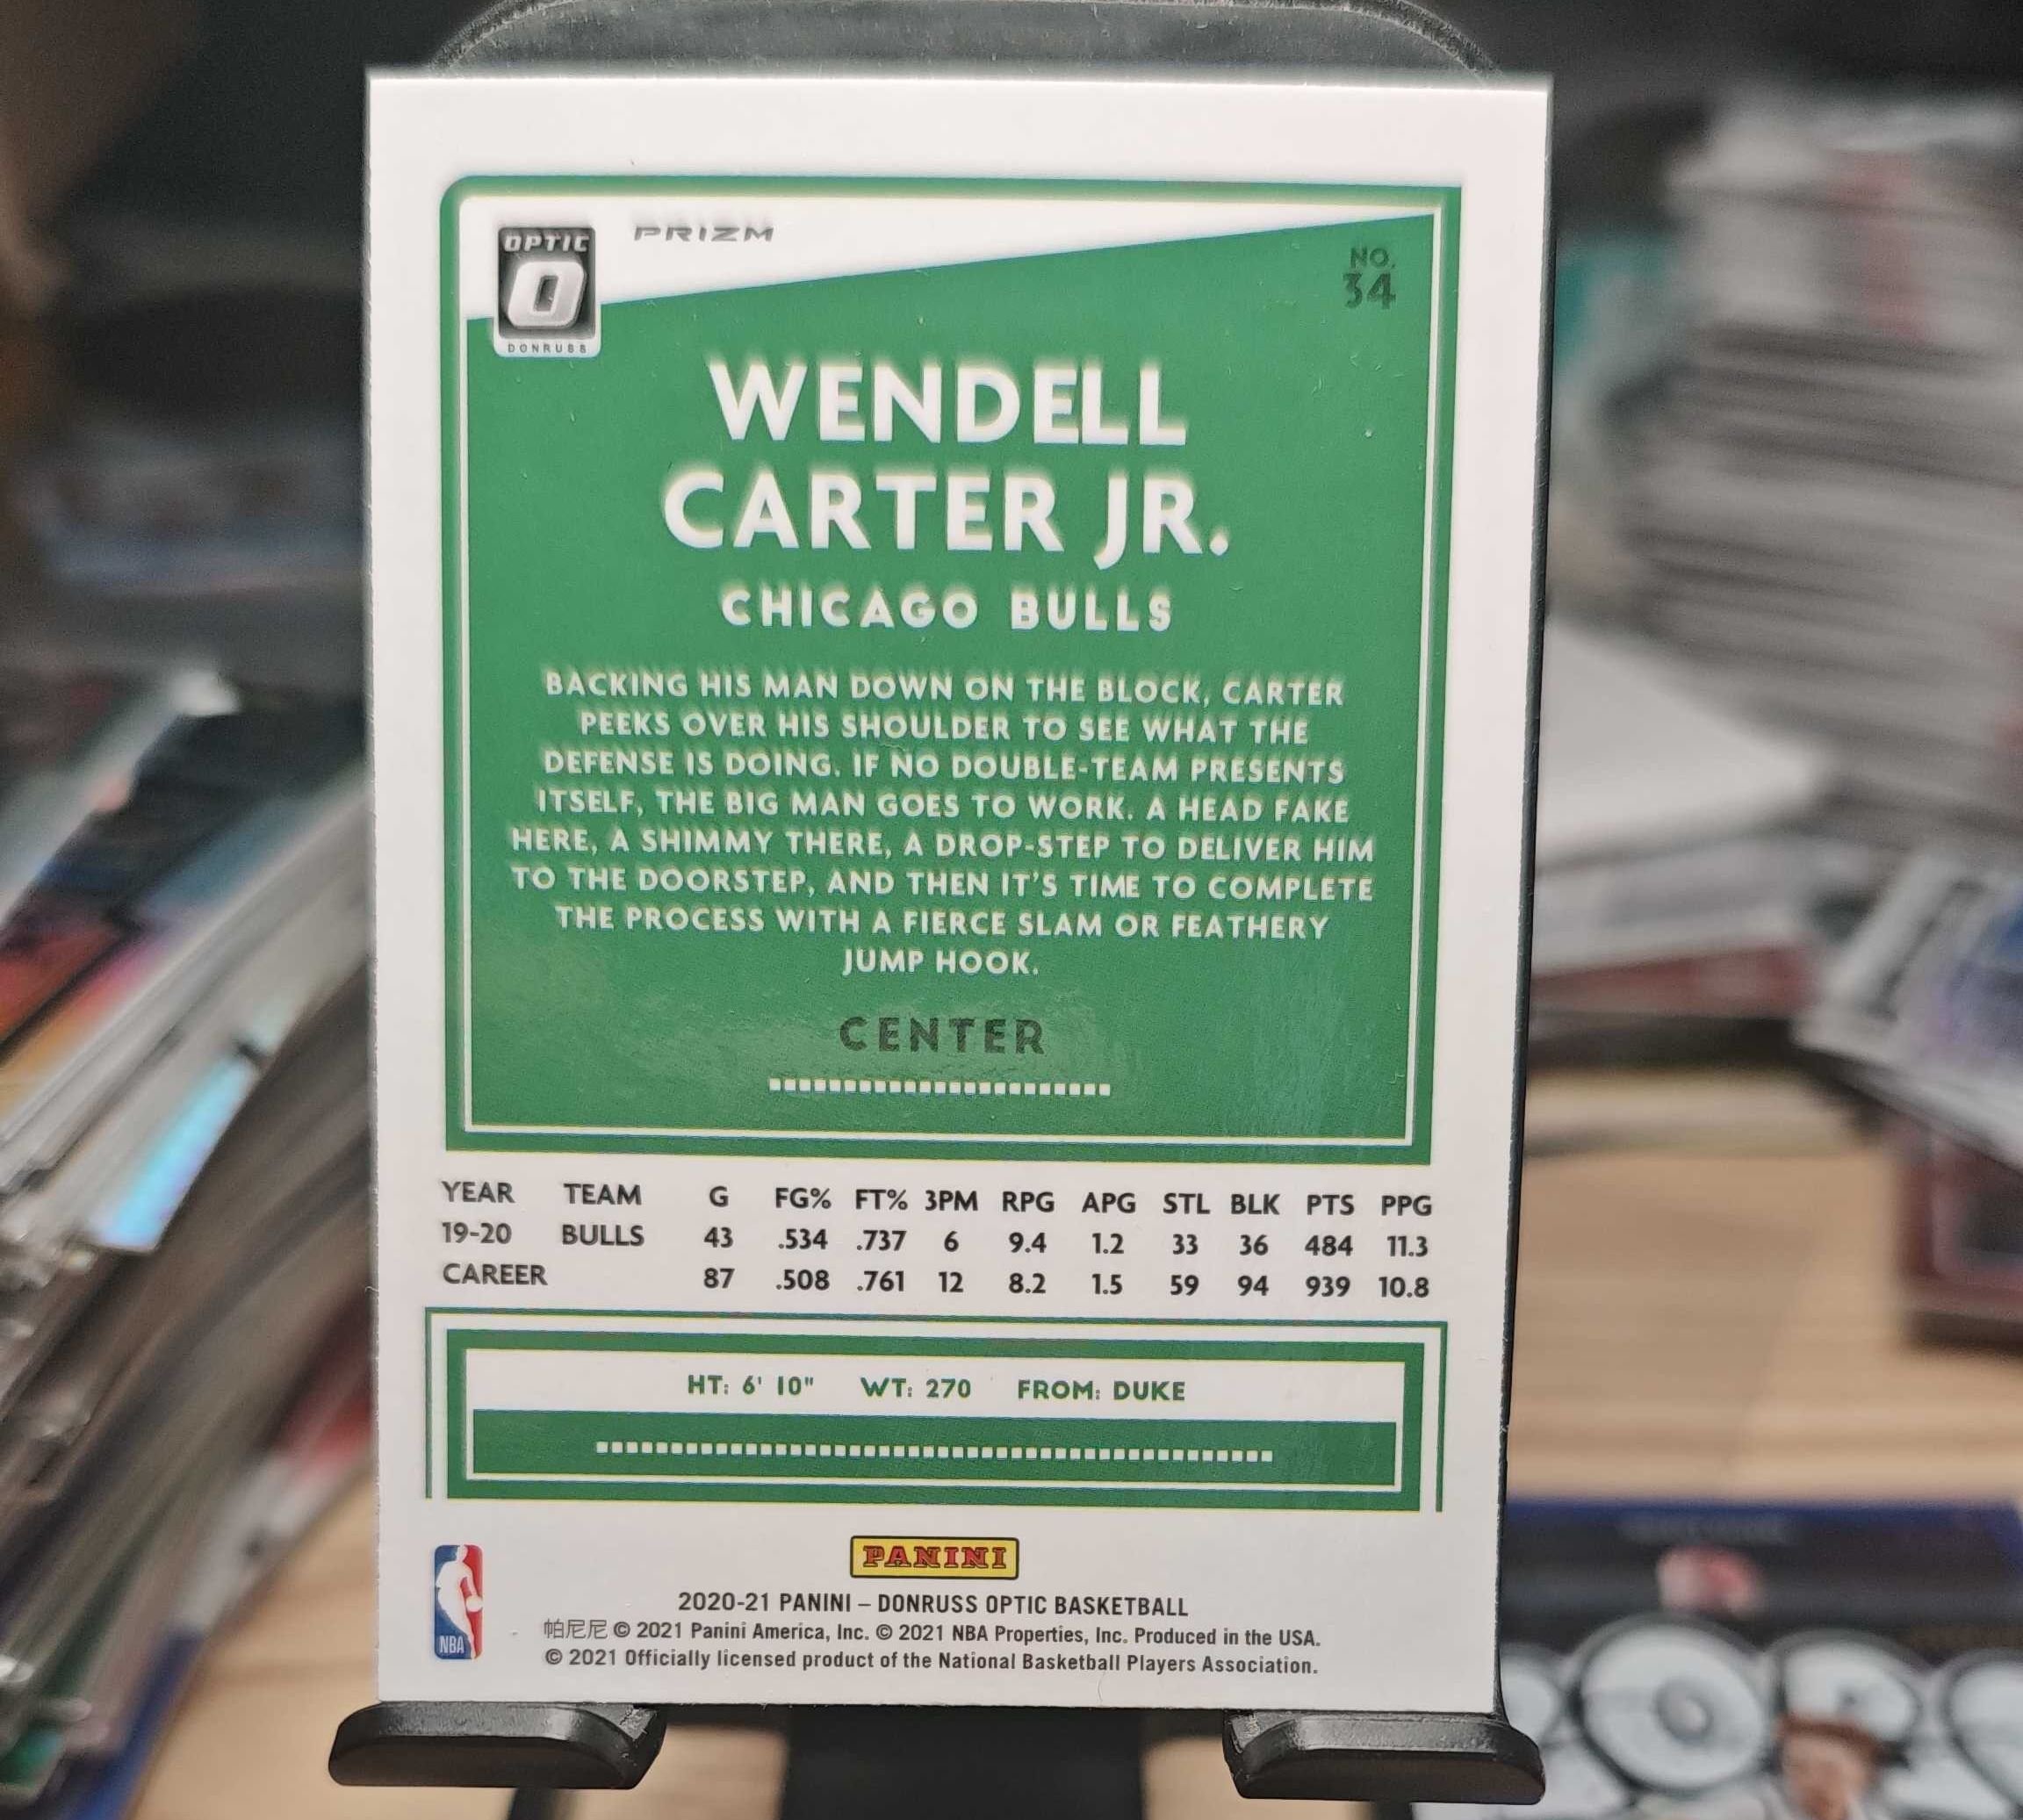 OPTIC
PRIZM
DONRUSS
NO.
34
WENDELL
CARTER JR.
CHICAGO BULLS
BACKING HIS MAN DOWN ON THE BLOCK, CARTER
PEEKS OVER HIS SHOULDER TO SEE WHAT THE
DEFENSE IS DOING. IF NO DOUBLE-TEAM PRESENTS
ITSELF, THE BIG MAN GOES TO WORK. A HEAD FAKE
HERE, A SHIMMY THERE, A DROP-STEP TO DELIVER HIM
TO THE DOORSTEP, AND THEN IT'S TIME TO COMPLETE
THE PROCESS WITH A FIERCE SLAM OR FEATHERY
JUMP HOOK.
CENTER
YEAR TEAM G FG% FT% 3PM RPG APG STL BLK PTS PPG
19-20 BULLS 43 .534 .737 6 9.4 1.2 33 36 484 11.3
CAREER 87 .508 .761 12 8.2 1.5 59 94 939 10.8
HT: 6' 10" WT: 270 FROM: DUKE
PANINI
NBA
2020-21 PANINI – DONRUSS OPTIC BASKETBALL
帕尼尼 © 2021 Panini America, Inc. © 2021 NBA Properties, Inc. Produced in the USA.
© 2021 Officially licensed product of the National Basketball Players Association.